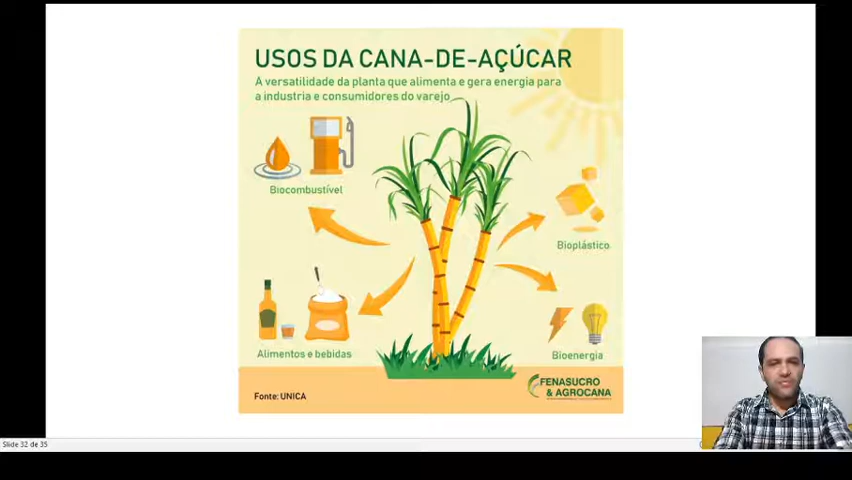 USOS DA CANA-DE-AÇÚCAR
A versatilidade da planta que alimenta e gera energia para
a industria e consumidores do varejo
Biocombustível
Bioplástico
Alimentos e bebidas
Bioenergia
Fonte: UNICA
FENASUCRO
& AGROCANA
Slide 32 de 35